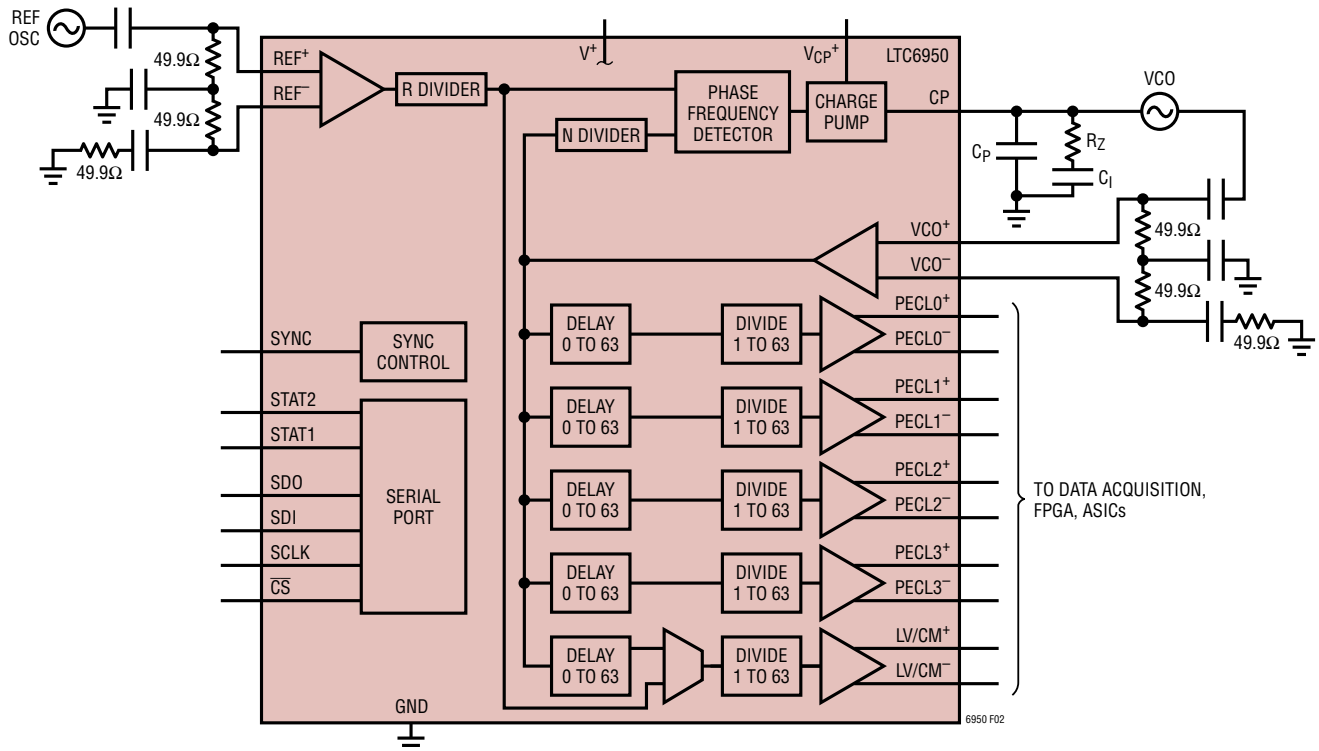 REF
OSC
49.9Ω
49.9Ω
49.9Ω
REF⁺
REF⁻
R DIVIDER
V⁺
V_CP⁺
LTC6950
PHASE
FREQUENCY
DETECTOR
CHARGE
PUMP
CP
N DIVIDER
VCO
C_P
R_Z
C_I
VCO⁺
VCO⁻
49.9Ω
49.9Ω
49.9Ω
SYNC
SYNC
CONTROL
STAT2
STAT1
SDO
SDI
SCLK
C̅S̅
SERIAL
PORT
DELAY
0 TO 63
DIVIDE
1 TO 63
PECL0⁺
PECL0⁻
DELAY
0 TO 63
DIVIDE
1 TO 63
PECL1⁺
PECL1⁻
DELAY
0 TO 63
DIVIDE
1 TO 63
PECL2⁺
PECL2⁻
DELAY
0 TO 63
DIVIDE
1 TO 63
PECL3⁺
PECL3⁻
DELAY
0 TO 63
DIVIDE
1 TO 63
LV/CM⁺
LV/CM⁻
TO DATA ACQUISITION,
FPGA, ASICs
GND
6950 F02